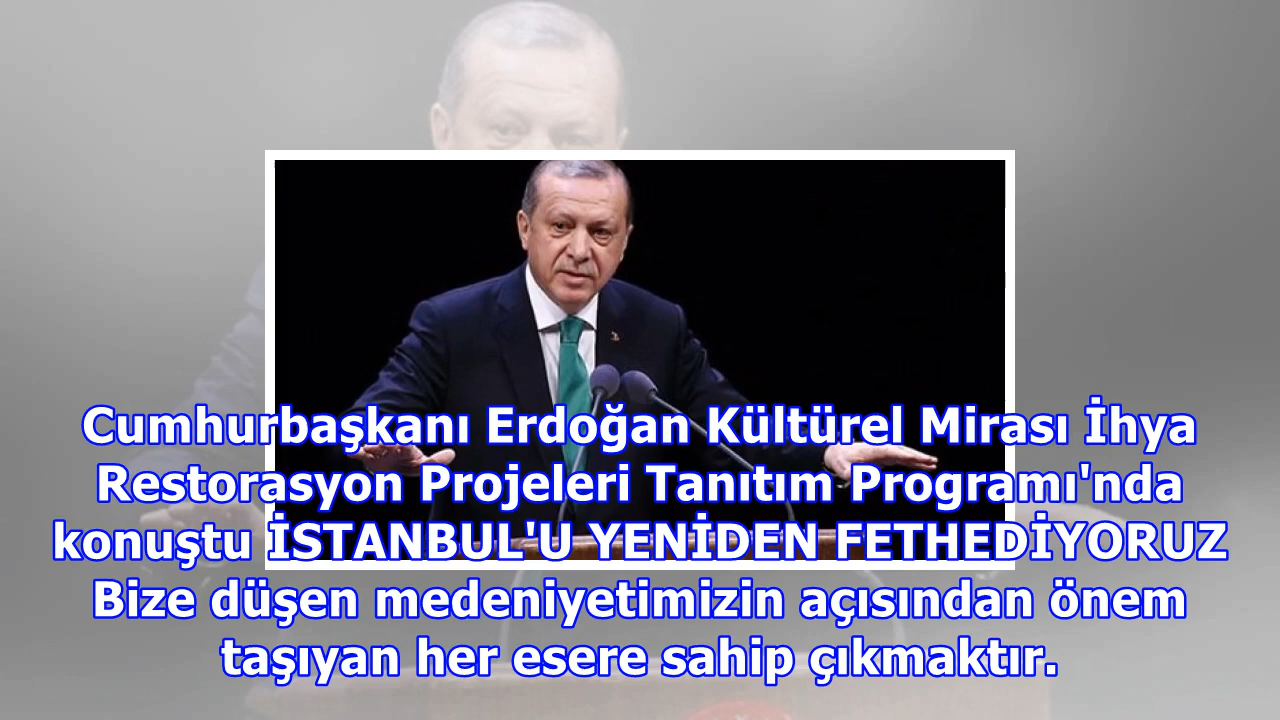 Cumhurbaşkanı Erdoğan Kültürel Mirası İhya
Restorasyon Projeleri Tanıtım Programı'nda
konuştu İSTANBUL'U YENİDEN FETHEDİYORUZ
Bize düşen medeniyetimizin açısından önem
taşıyan her esere sahip çıkmaktır.